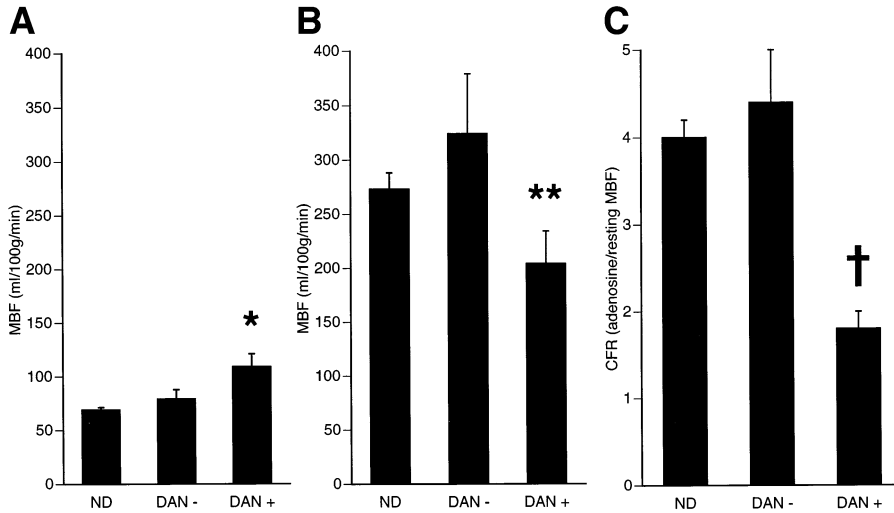 A
MBF (ml/100g/min)
400
350
300
250
200
150
100
50
0
*
ND
DAN -
DAN +
B
MBF (ml/100g/min)
400
350
300
250
200
150
100
50
0
**
ND
DAN -
DAN +
C
CFR (adenosine/resting MBF)
5
4
3
2
1
0
†
ND
DAN -
DAN +